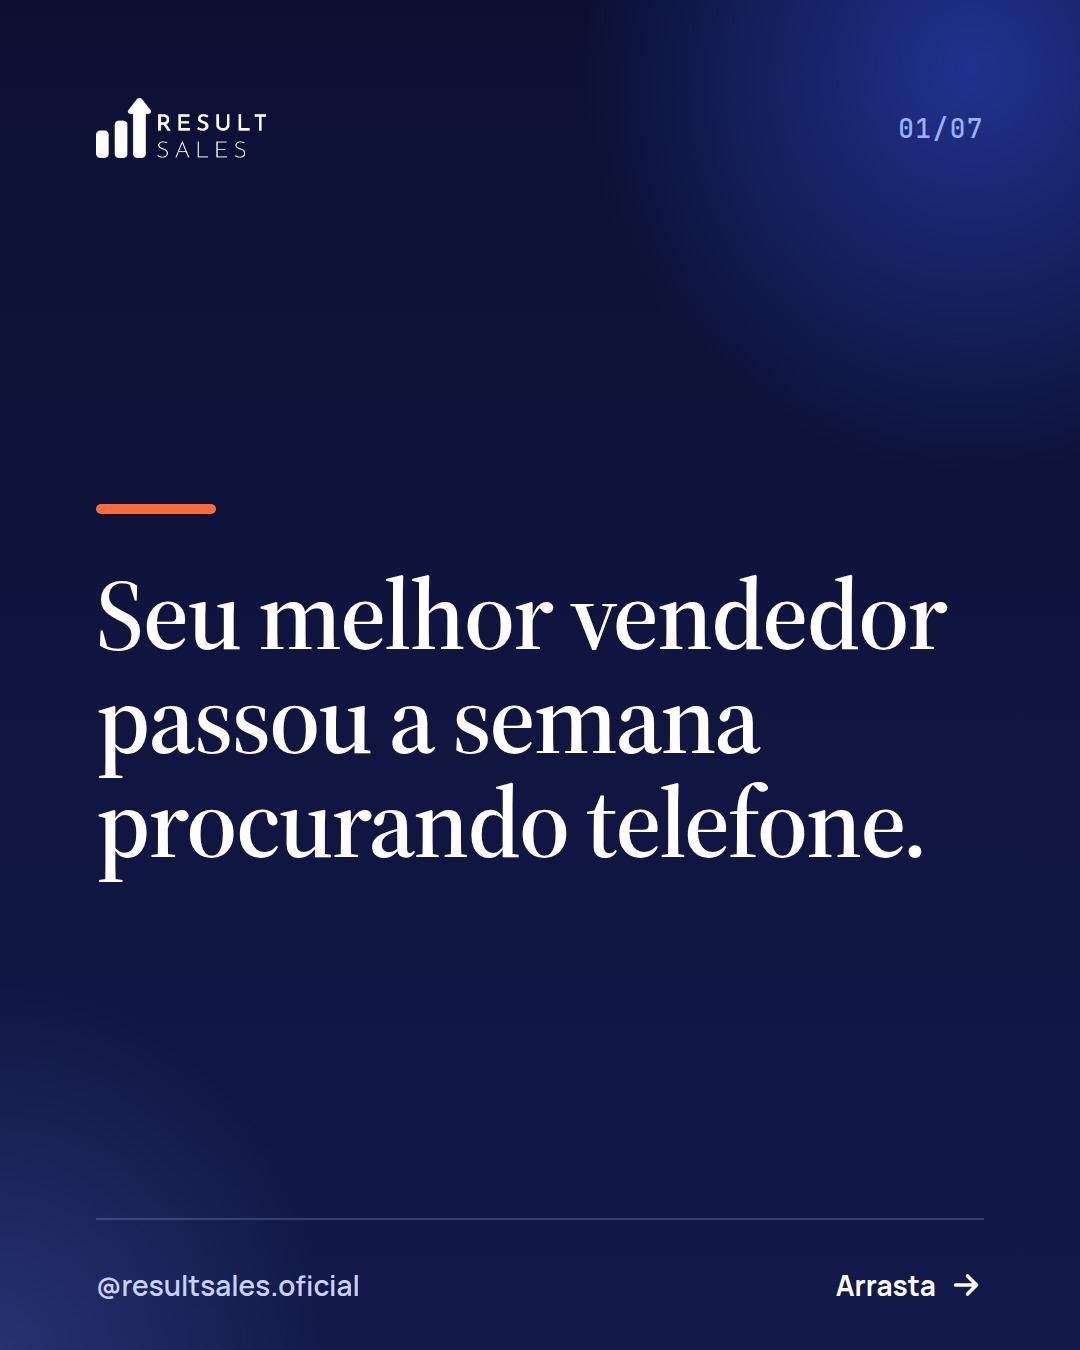 RESULT
SALES
01/07
Seu melhor vendedor
passou a semana
procurando telefone.
@resultsales.oficial
Arrasta →